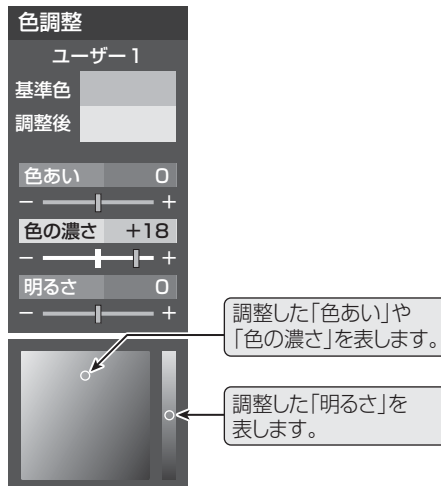 色調整
ユーザー1
基準色
調整後
色あい 0
− +
色の濃さ +18
− +
明るさ 0
− +
調整した「色あい」や
「色の濃さ」を表します。
調整した「明るさ」を
表します。